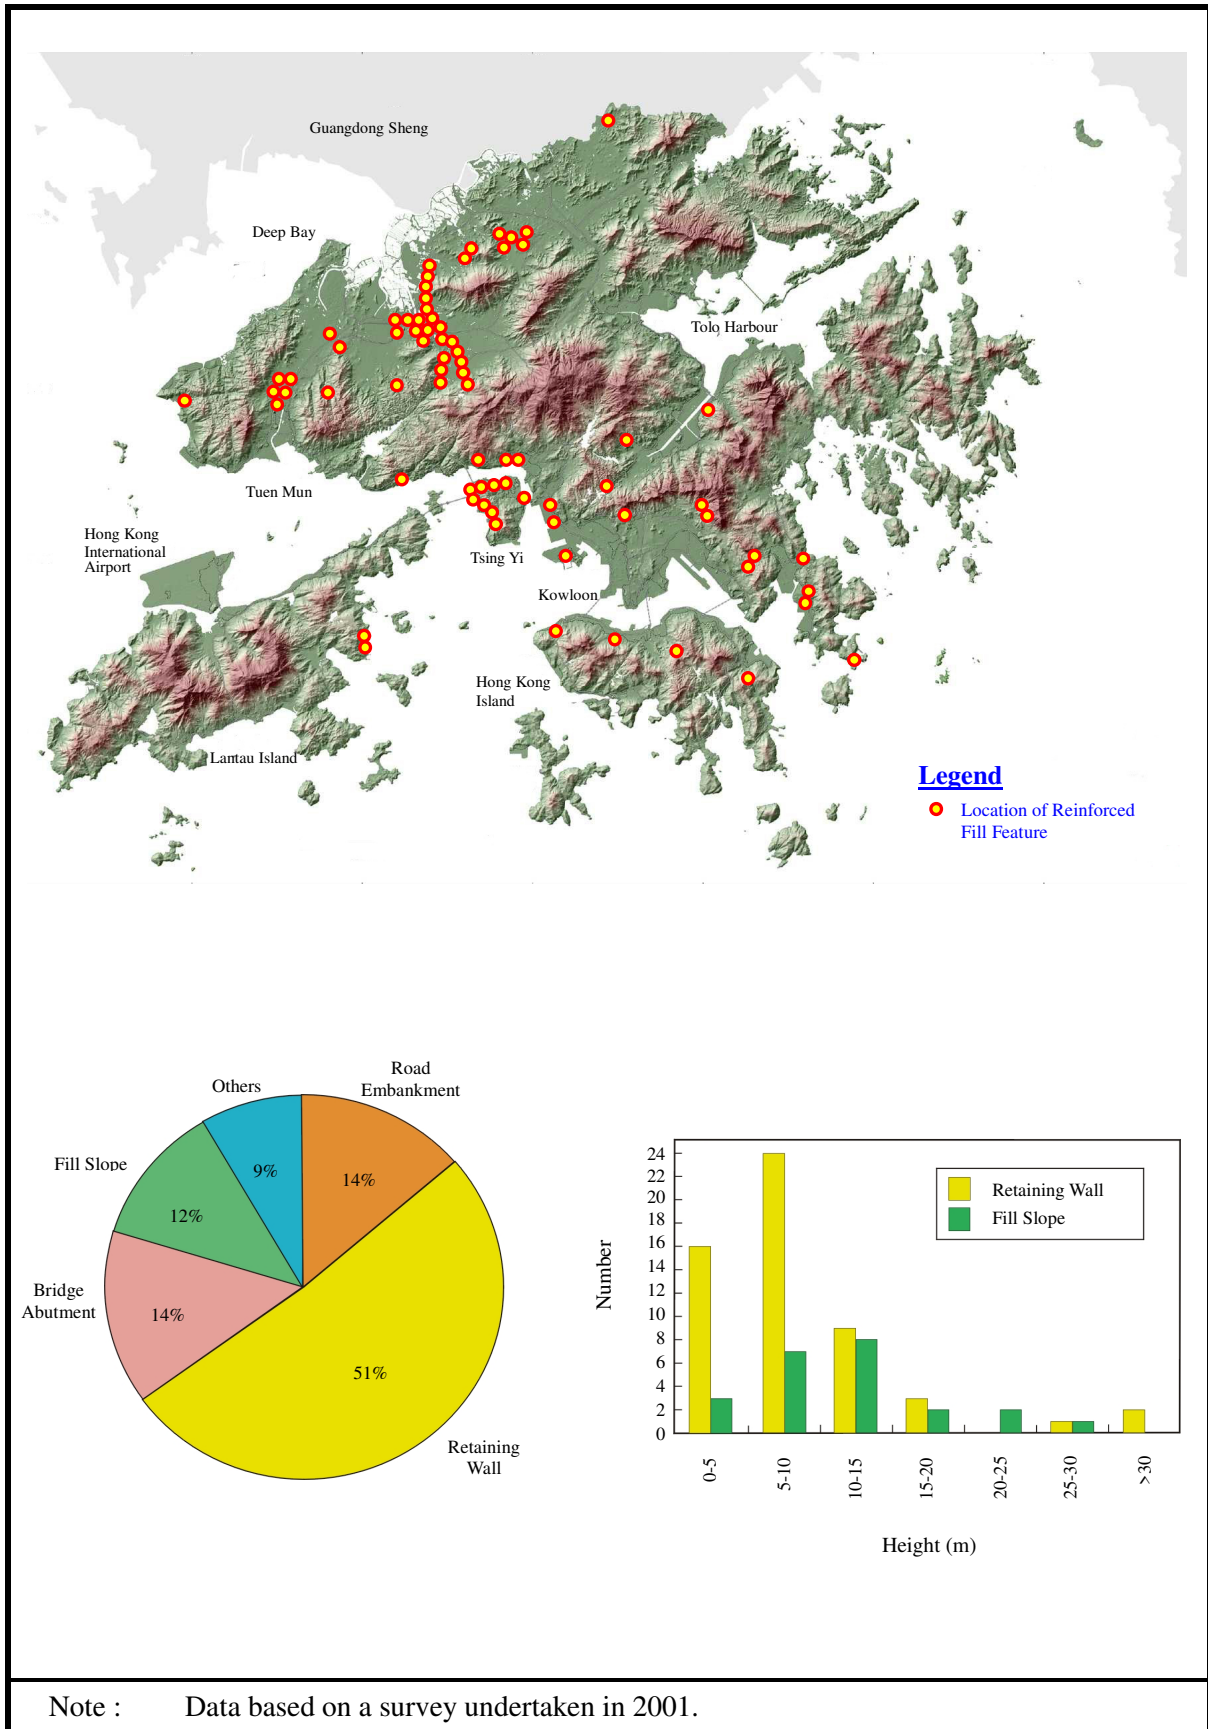 Guangdong Sheng
Deep Bay
Tolo Harbour
Tuen Mun
Hong Kong
International
Airport
Tsing Yi
Kowloon
Hong Kong
Island
Lantau Island
Legend
Location of Reinforced
Fill Feature
Road
Embankment
Others
Fill Slope
9%
14%
12%
Bridge
Abutment
14%
51%
Retaining
Wall
24
22
20
18
16
14
12
10
8
6
4
2
0
Number
Retaining Wall
Fill Slope
0-5
5-10
10-15
15-20
20-25
25-30
>30
Height (m)
Note : Data based on a survey undertaken in 2001.